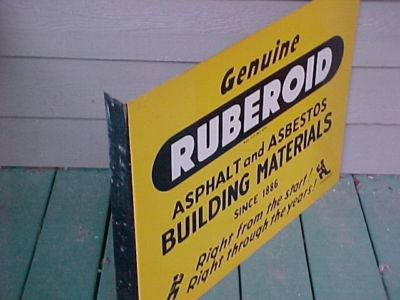 Genuine
RUBEROID
ASPHALT and ASBESTOS
BUILDING MATERIALS
SINCE 1886
Right from the start!
Right through the years!